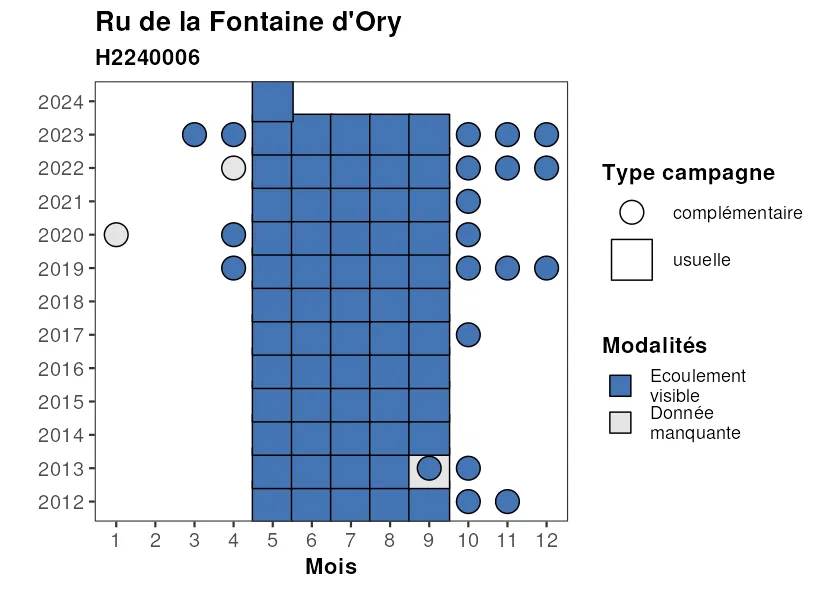 Ru de la Fontaine d'Ory
H2240006
2024
2023
2022
2021
2020
2019
2018
2017
2016
2015
2014
2013
2012
1 2 3 4 5 6 7 8 9 10 11 12
Mois
Type campagne
complémentaire
usuelle
Modalités
Ecoulement
visible
Donnée
manquante